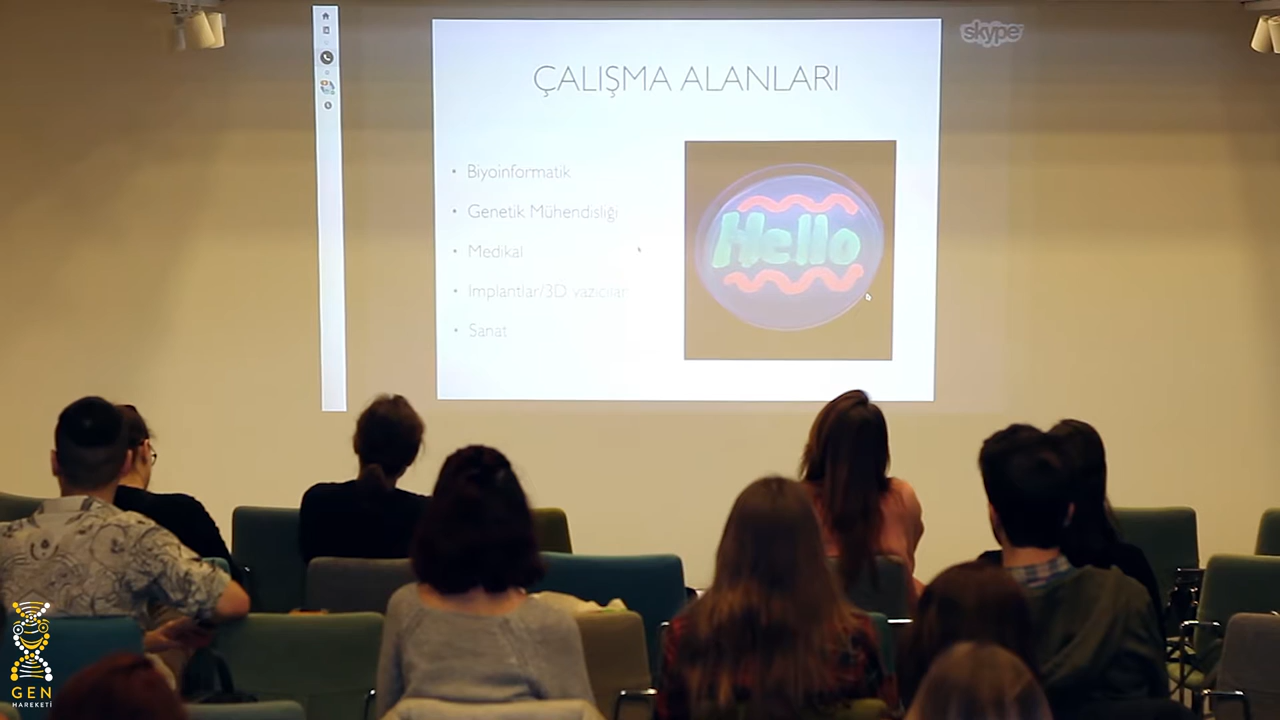 skype
ÇALIŞMA ALANLARI
• Biyoinformatik
• Genetik Mühendisliği
• Medikal
• Implantlar/3D yazıcılar
• Sanat
Hello
GEN
HAREKETİ